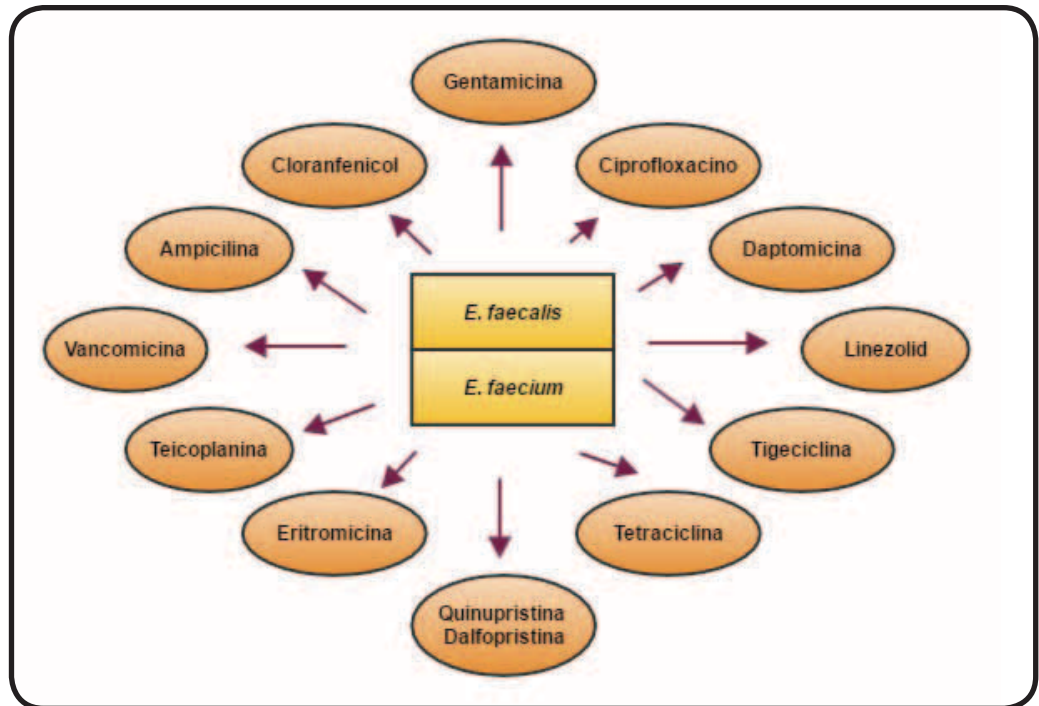 Gentamicina
Cloranfenicol
Ciprofloxacino
Ampicilina
Daptomicina
E. faecalis
Vancomicina
Linezolid
E. faecium
Teicoplanina
Tigeciclina
Eritromicina
Tetraciclina
Quinupristina
Dalfopristina